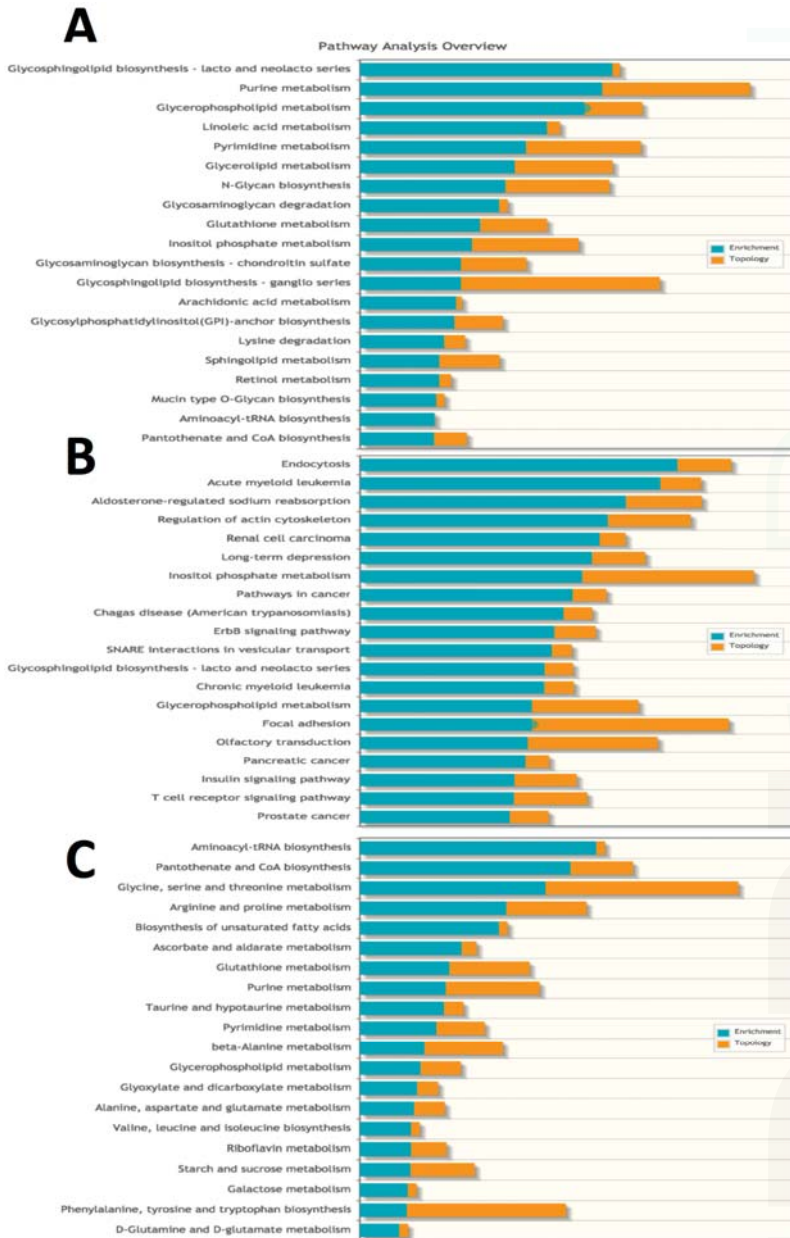 A
Pathway Analysis Overview
Glycosphingolipid biosynthesis - lacto and neolacto series
Purine metabolism
Glycerophospholipid metabolism
Linoleic acid metabolism
Pyrimidine metabolism
Glycerolipid metabolism
N-Glycan biosynthesis
Glycosaminoglycan degradation
Glutathione metabolism
Inositol phosphate metabolism
Glycosaminoglycan biosynthesis - chondroitin sulfate
Glycosphingolipid biosynthesis - ganglio series
Arachidonic acid metabolism
Glycosylphosphatidylinositol(GPI)-anchor biosynthesis
Lysine degradation
Sphingolipid metabolism
Retinol metabolism
Mucin type O-Glycan biosynthesis
Aminoacyl-tRNA biosynthesis
Pantothenate and CoA biosynthesis
Enrichment
Topology
B
Endocytosis
Acute myeloid leukemia
Aldosterone-regulated sodium reabsorption
Regulation of actin cytoskeleton
Renal cell carcinoma
Long-term depression
Inositol phosphate metabolism
Pathways in cancer
Chagas disease (American trypanosomiasis)
ErbB signaling pathway
SNARE interactions in vesicular transport
Glycosphingolipid biosynthesis - lacto and neolacto series
Chronic myeloid leukemia
Glycerophospholipid metabolism
Focal adhesion
Olfactory transduction
Pancreatic cancer
Insulin signaling pathway
T cell receptor signaling pathway
Prostate cancer
Enrichment
Topology
C
Aminoacyl-tRNA biosynthesis
Pantothenate and CoA biosynthesis
Glycine, serine and threonine metabolism
Arginine and proline metabolism
Biosynthesis of unsaturated fatty acids
Ascorbate and aldarate metabolism
Glutathione metabolism
Purine metabolism
Taurine and hypotaurine metabolism
Pyrimidine metabolism
beta-Alanine metabolism
Glycerophospholipid metabolism
Glyoxylate and dicarboxylate metabolism
Alanine, aspartate and glutamate metabolism
Valine, leucine and isoleucine biosynthesis
Riboflavin metabolism
Starch and sucrose metabolism
Galactose metabolism
Phenylalanine, tyrosine and tryptophan biosynthesis
D-Glutamine and D-glutamate metabolism
Enrichment
Topology